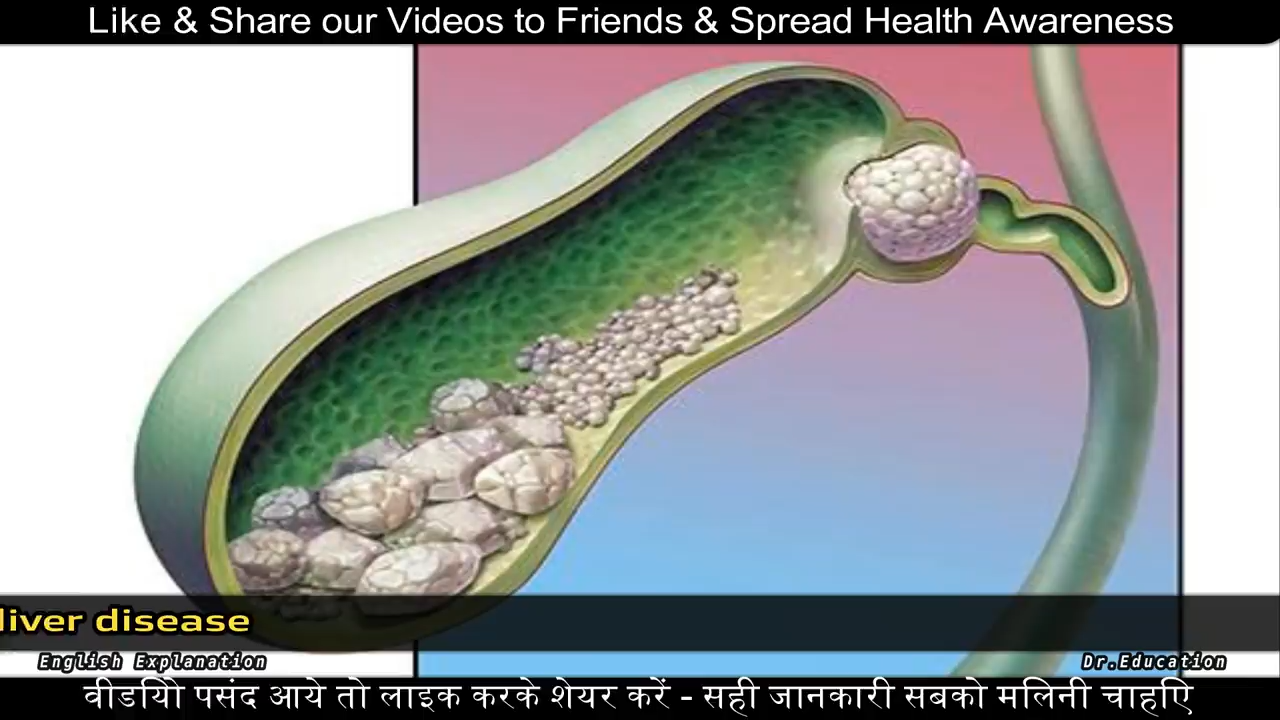 Like & Share our Videos to Friends & Spread Health Awareness
liver disease
English Explanation
Dr.Education
वीडियो पसंद आये तो लाइक करके शेयर करें - सही जानकारी सबको मिलनी चाहिए